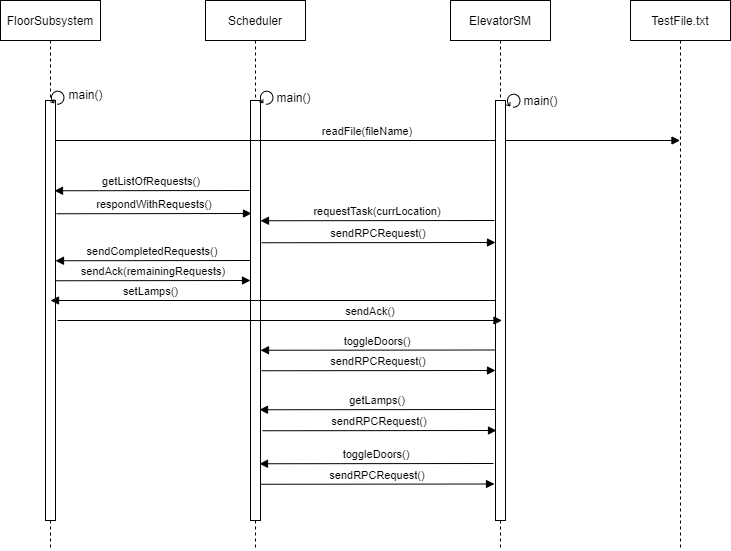 FloorSubsystem
Scheduler
ElevatorSM
TestFile.txt
main()
main()
main()
readFile(fileName)
getListOfRequests()
respondWithRequests()
requestTask(currLocation)
sendRPCRequest()
sendCompletedRequests()
sendAck(remainingRequests)
setLamps()
sendAck()
toggleDoors()
sendRPCRequest()
getLamps()
sendRPCRequest()
toggleDoors()
sendRPCRequest()